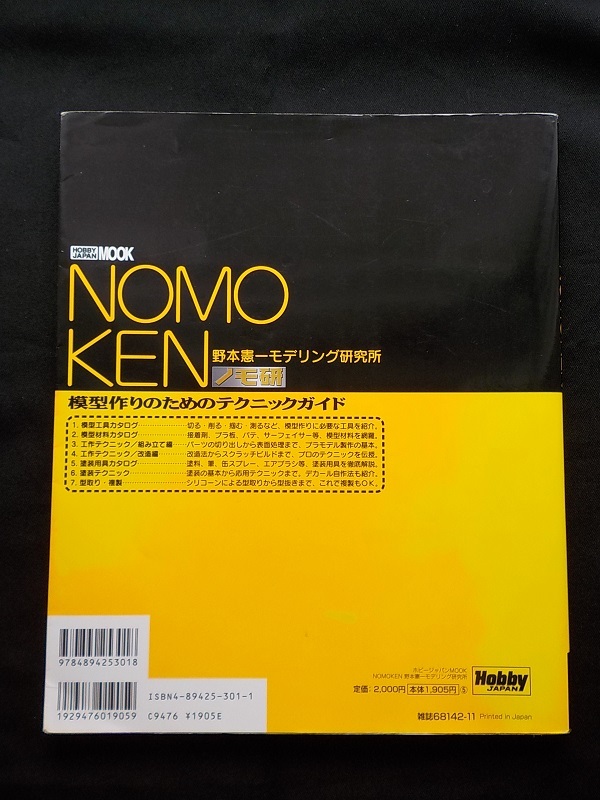 HOBBY JAPAN MOOK
NOMO
KEN 野本憲一モデリング研究所
ノモ研
模型作りのためのテクニックガイド
1. 模型工具カタログ………切る・削る・掴む・測るなど、模型作りに必要な工具を紹介。
2. 模型材料カタログ………接着剤、プラ板、パテ、サーフェイサー等、模型材料を網羅。
3. 工作テクニック／組み立て編……パーツの切り出しから表面処理まで、プラモデル製作の基本。
4. 工作テクニック／改造編………改造法からスクラッチビルドまで、プロのテクニックを伝授。
5. 塗装用具カタログ………塗料、筆、缶スプレー、エアブラシ等、塗装用具を徹底解説。
6. 塗装テクニック………塗装の基本から応用テクニックまで。デカール自作法も紹介。
7. 型取り・複製………シリコーンによる型取りから型抜きまで、これで複製もOK。
9784894253018
ISBN4-89425-301-1
1929476019059
C9476 ¥1905E
ホビージャパンMOOK
NOMOKEN 野本憲一モデリング研究所
定価：2,000円 本体1,905円 ⑤
Hobby JAPAN
雑誌68142-11 Printed in Japan